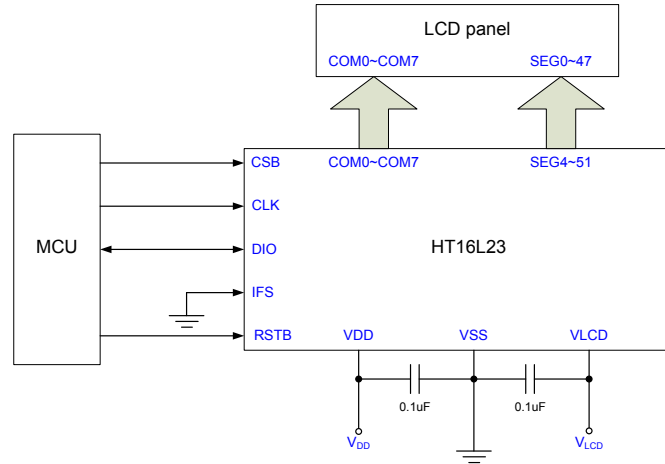 LCD panel
COM0~COM7 SEG0~47
COM0~COM7 SEG4~51
CSB
CLK
MCU DIO HT16L23
IFS
RSTB VDD VSS VLCD
0.1uF 0.1uF
VDD VLCD